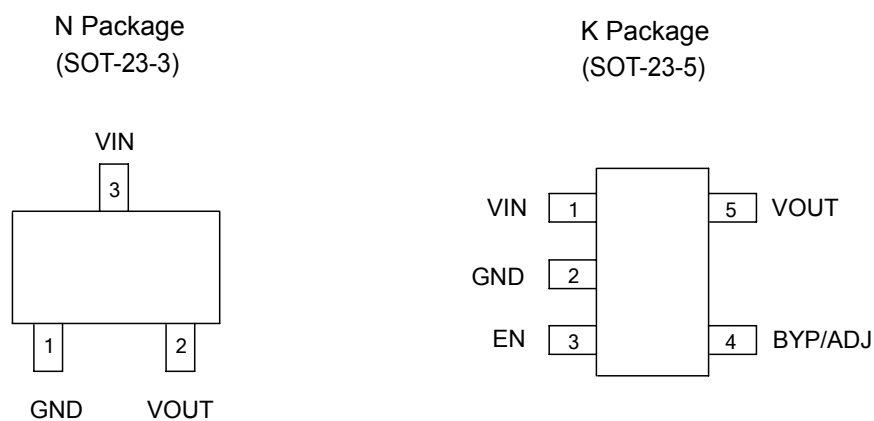 N Package
(SOT-23-3)
VIN
3
1
2
GND
VOUT
K Package
(SOT-23-5)
VIN
1
5
VOUT
GND
2
EN
3
4
BYP/ADJ